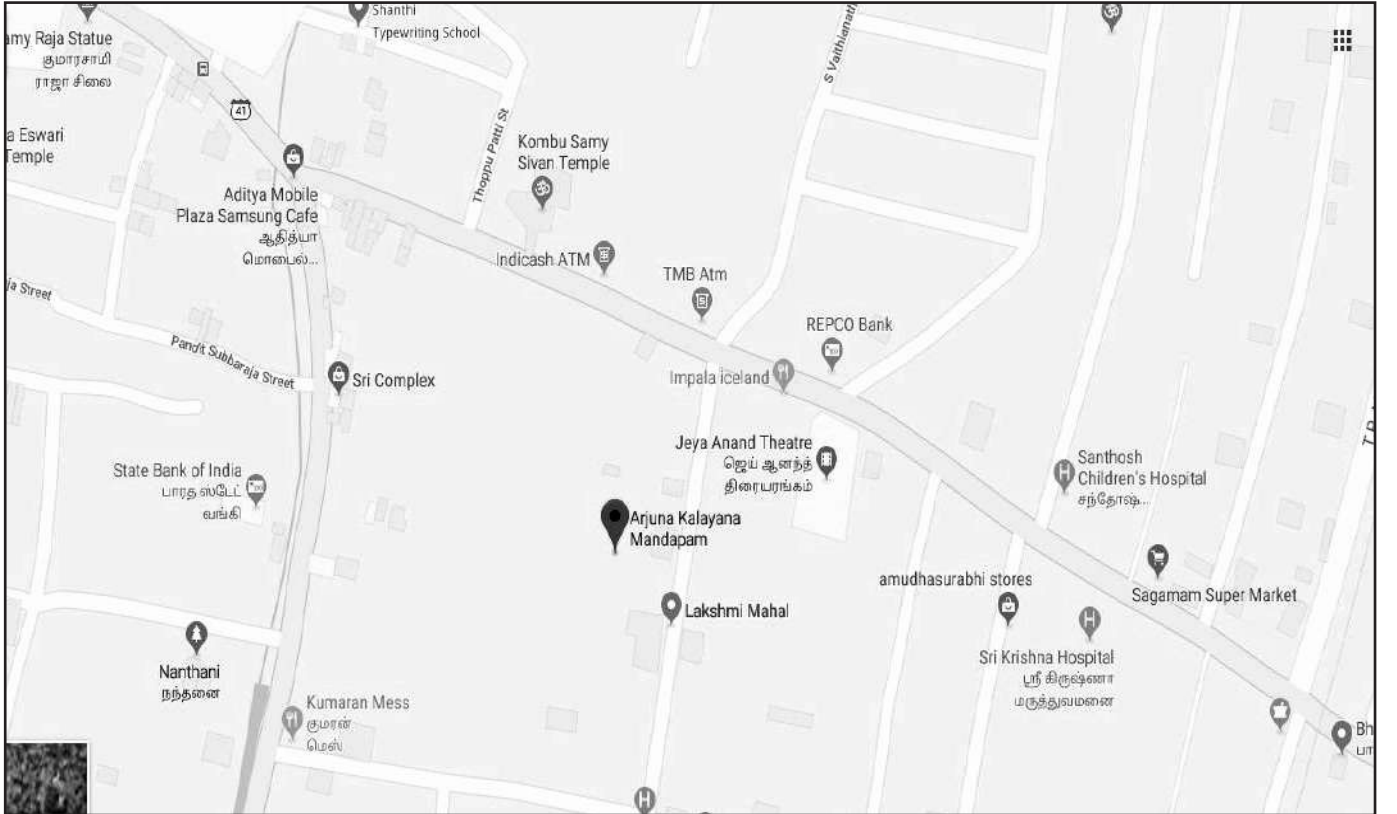 Shanthi
Typewriting School
amy Raja Statue
குமாரசாமி
ராஜா சிலை
41
S Vaithianath
a Eswari
Temple
Kombu Samy
Sivan Temple
Thoppu Patti St
Aditya Mobile
Plaza Samsung Cafe
ஆதித்யா
மொபைல்...
Indicash ATM
TMB Atm
ja Street
REPCO Bank
Pandit Subbaraja Street
Sri Complex
Impala iceland
Jeya Anand Theatre
ஜெய் ஆனந்த்
திரையரங்கம்
State Bank of India
பாரத ஸ்டேட்
வங்கி
Santhosh
Children's Hospital
சந்தோஷ்...
Arjuna Kalayana
Mandapam
amudhasurabhi stores
Sagamam Super Market
Lakshmi Mahal
Nanthani
நந்தனை
Sri Krishna Hospital
ஸ்ரீ கிருஷ்ணா
மருத்துவமனை
Kumaran Mess
குமரன்
மெஸ்
Bh
பா